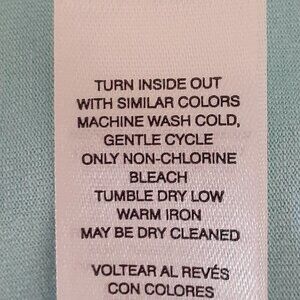 TURN INSIDE OUT
WITH SIMILAR COLORS
MACHINE WASH COLD,
GENTLE CYCLE
ONLY NON-CHLORINE
BLEACH
TUMBLE DRY LOW
WARM IRON
MAY BE DRY CLEANED
VOLTEAR AL REVÉS
CON COLORES